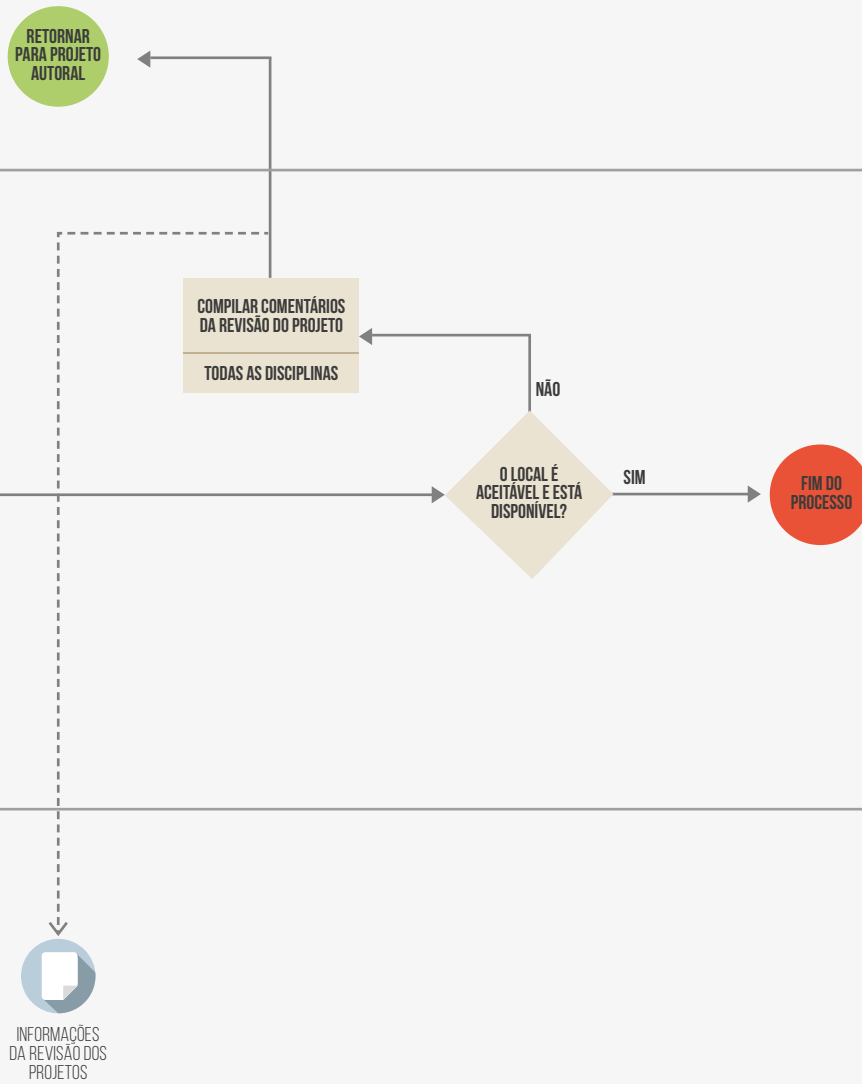 RETORNAR
PARA PROJETO
AUTORAL
COMPILAR COMENTÁRIOS
DA REVISÃO DO PROJETO
TODAS AS DISCIPLINAS
NÃO
O LOCAL É
ACEITÁVEL E ESTÁ
DISPONÍVEL?
SIM
FIM DO
PROCESSO
INFORMAÇÕES
DA REVISÃO DOS
PROJETOS